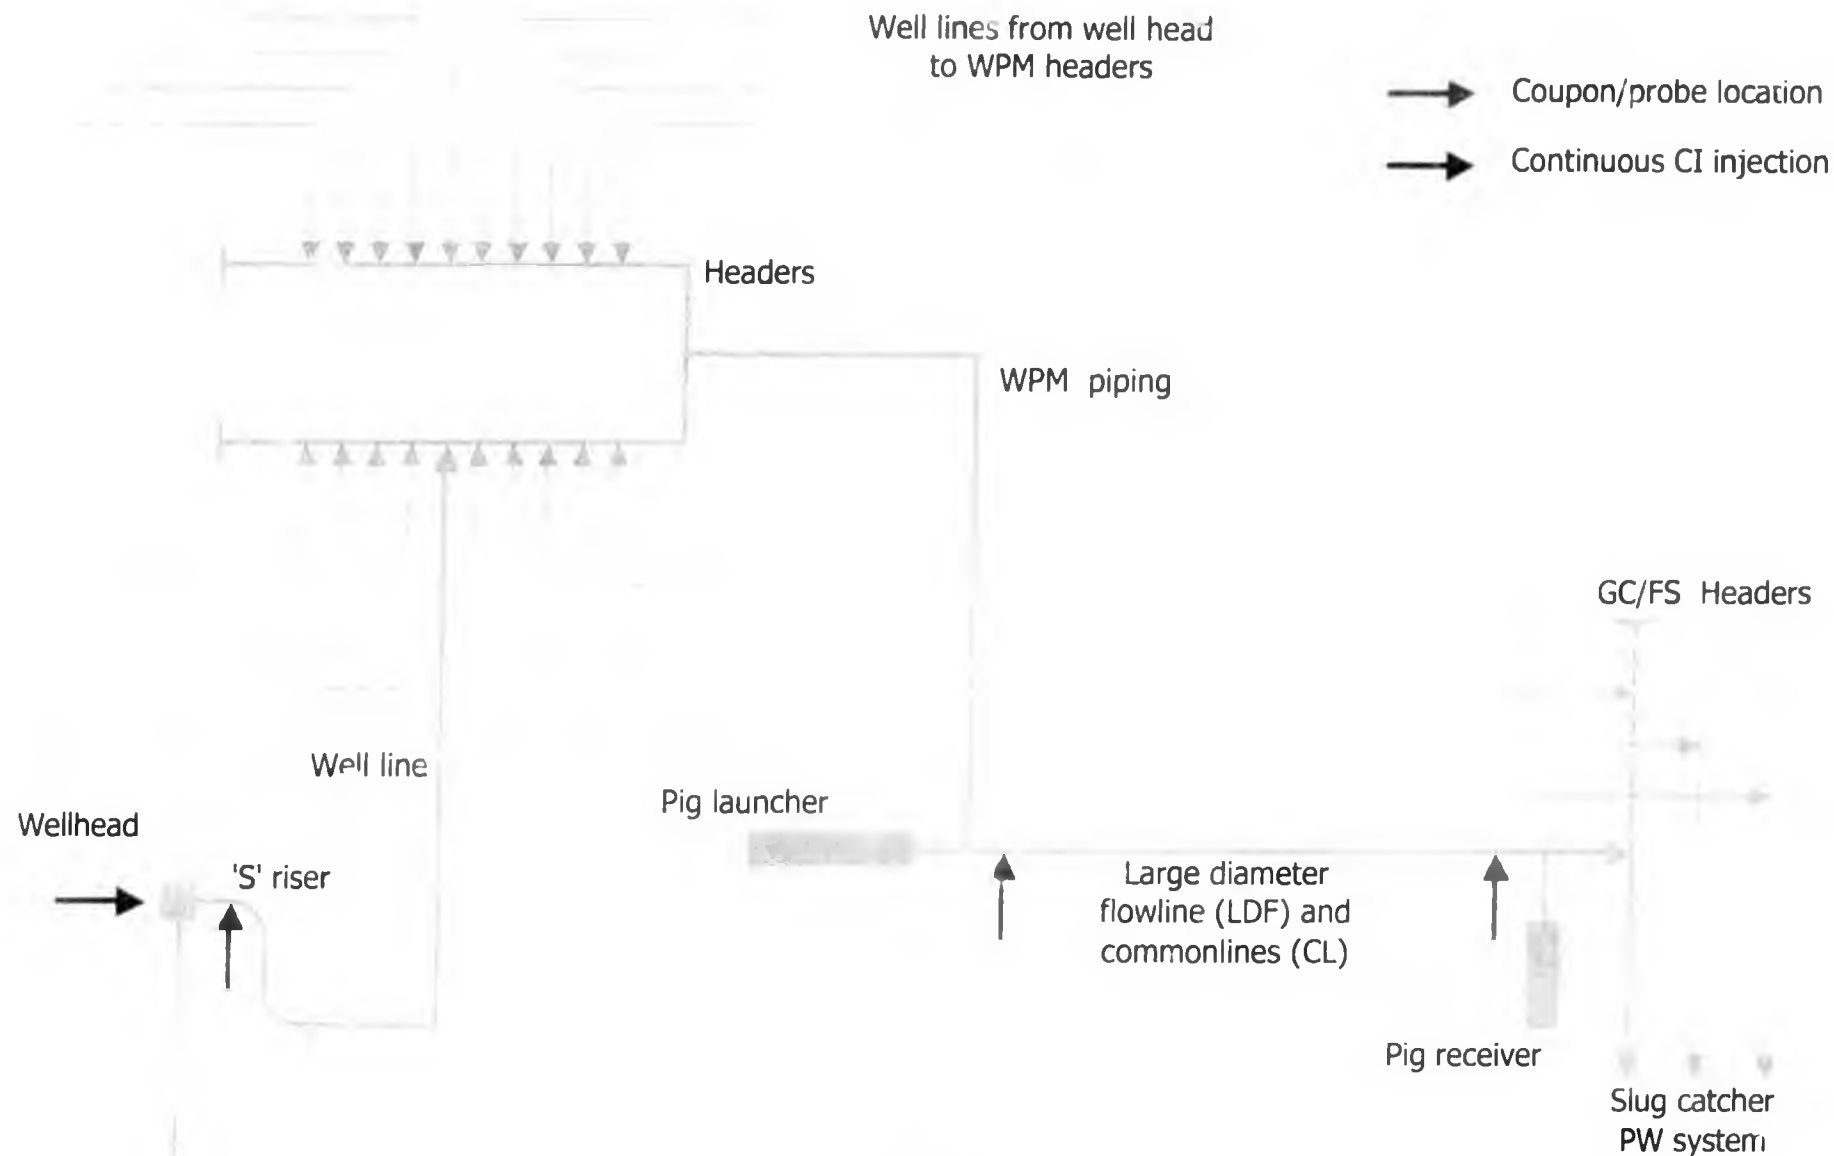 Well lines from well head
to WPM headers
Coupon/probe location
Continuous CI injection
Headers
WPM piping
GC/FS Headers
Well line
Pig launcher
Wellhead
'S' riser
Large diameter
flowline (LDF) and
commonlines (CL)
Pig receiver
Slug catcher
PW system